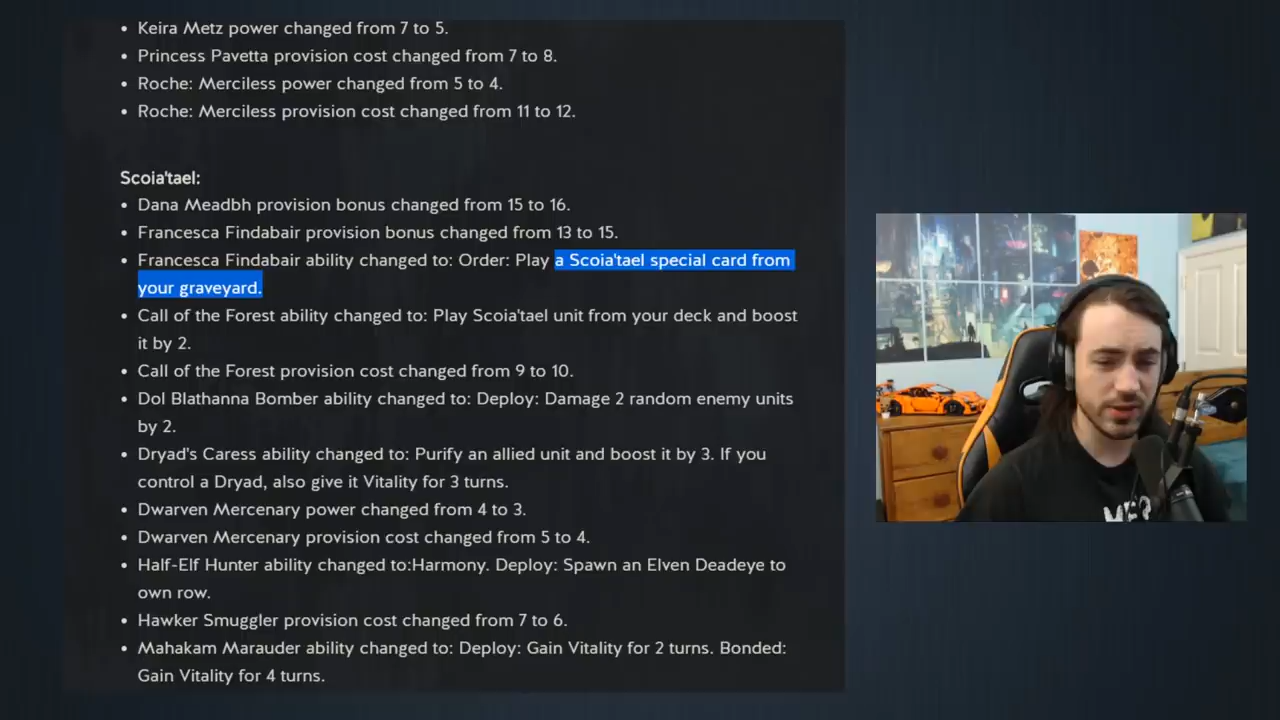 Keira Metz power changed from 7 to 5.
Princess Pavetta provision cost changed from 7 to 8.
Roche: Merciless power changed from 5 to 4.
Roche: Merciless provision cost changed from 11 to 12.
Scoia'tael:
Dana Meadbh provision bonus changed from 15 to 16.
Francesca Findabair provision bonus changed from 13 to 15.
Francesca Findabair ability changed to: Order: Play a Scoia'tael special card from
your graveyard.
Call of the Forest ability changed to: Play Scoia'tael unit from your deck and boost
it by 2.
Call of the Forest provision cost changed from 9 to 10.
Dol Blathanna Bomber ability changed to: Deploy: Damage 2 random enemy units
by 2.
Dryad's Caress ability changed to: Purify an allied unit and boost it by 3. If you
control a Dryad, also give it Vitality for 3 turns.
Dwarven Mercenary power changed from 4 to 3.
Dwarven Mercenary provision cost changed from 5 to 4.
Half-Elf Hunter ability changed to:Harmony. Deploy: Spawn an Elven Deadeye to
own row.
Hawker Smuggler provision cost changed from 7 to 6.
Mahakam Marauder ability changed to: Deploy: Gain Vitality for 2 turns. Bonded:
Gain Vitality for 4 turns.